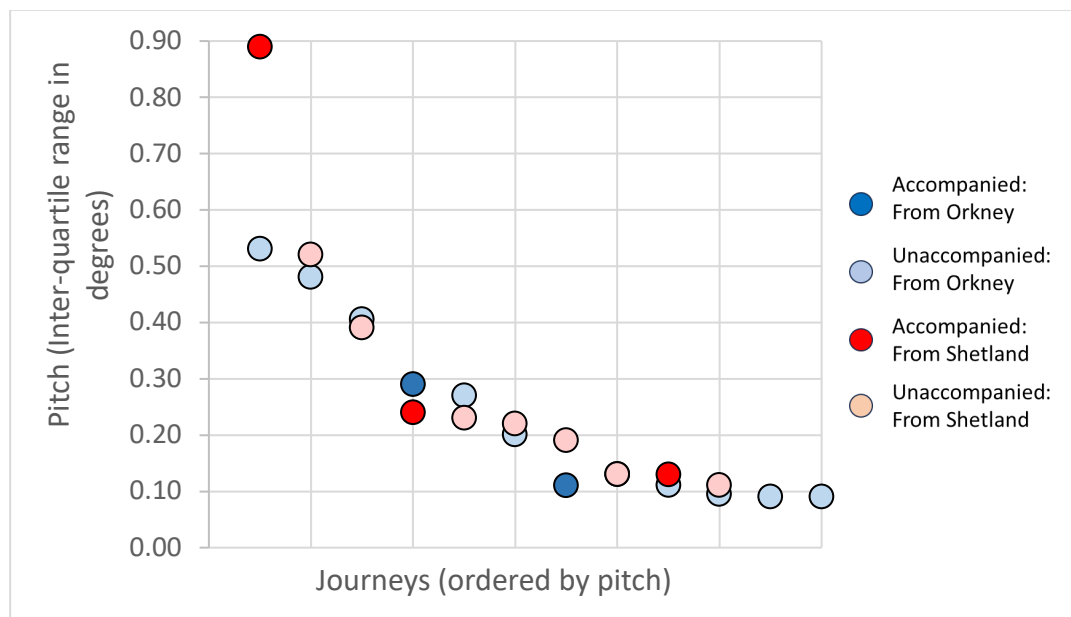 0.90
0.80
0.70
0.60
0.50
0.40
0.30
0.20
0.10
0.00
Pitch (Inter-quartile range in
degrees)
Journeys (ordered by pitch)
Accompanied:
From Orkney
Unaccompanied:
From Orkney
Accompanied:
From Shetland
Unaccompanied:
From Shetland